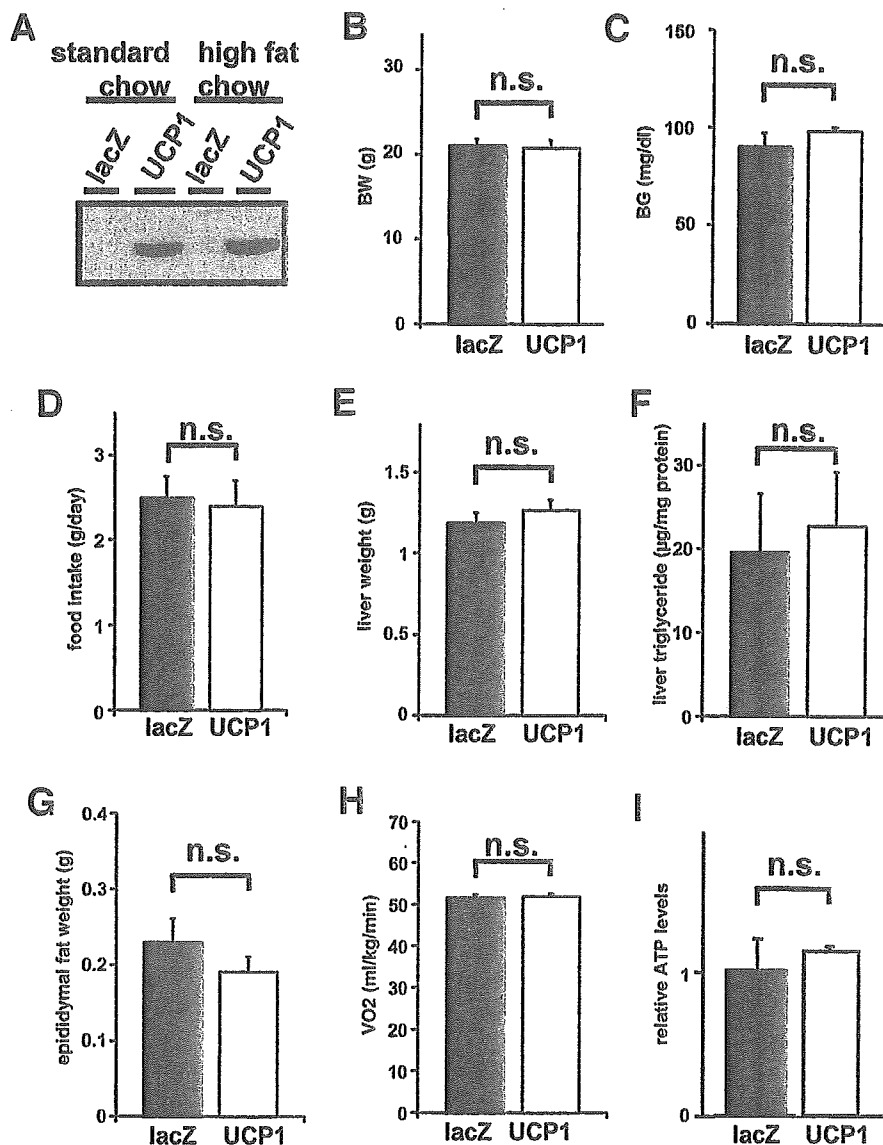 A
standard high fat
chow chow
lacZ UCP1 lacZ UCP1
B
n.s.
30
20
10
0
BW (g)
lacZ UCP1
C
n.s.
150
100
50
0
BG (mg/dl)
lacZ UCP1
D
n.s.
3
2
1
0
food intake (g/day)
lacZ UCP1
E
n.s.
1.5
1
0.5
0
liver weight (g)
lacZ UCP1
F
n.s.
30
20
10
0
liver triglyceride (μg/mg protein)
lacZ UCP1
G
n.s.
0.4
0.3
0.2
0.1
0
epididymal fat weight (g)
lacZ UCP1
H
n.s.
70
60
50
40
30
20
10
0
VO2 (ml/kg/min)
lacZ UCP1
I
n.s.
1
0
relative ATP levels
lacZ UCP1